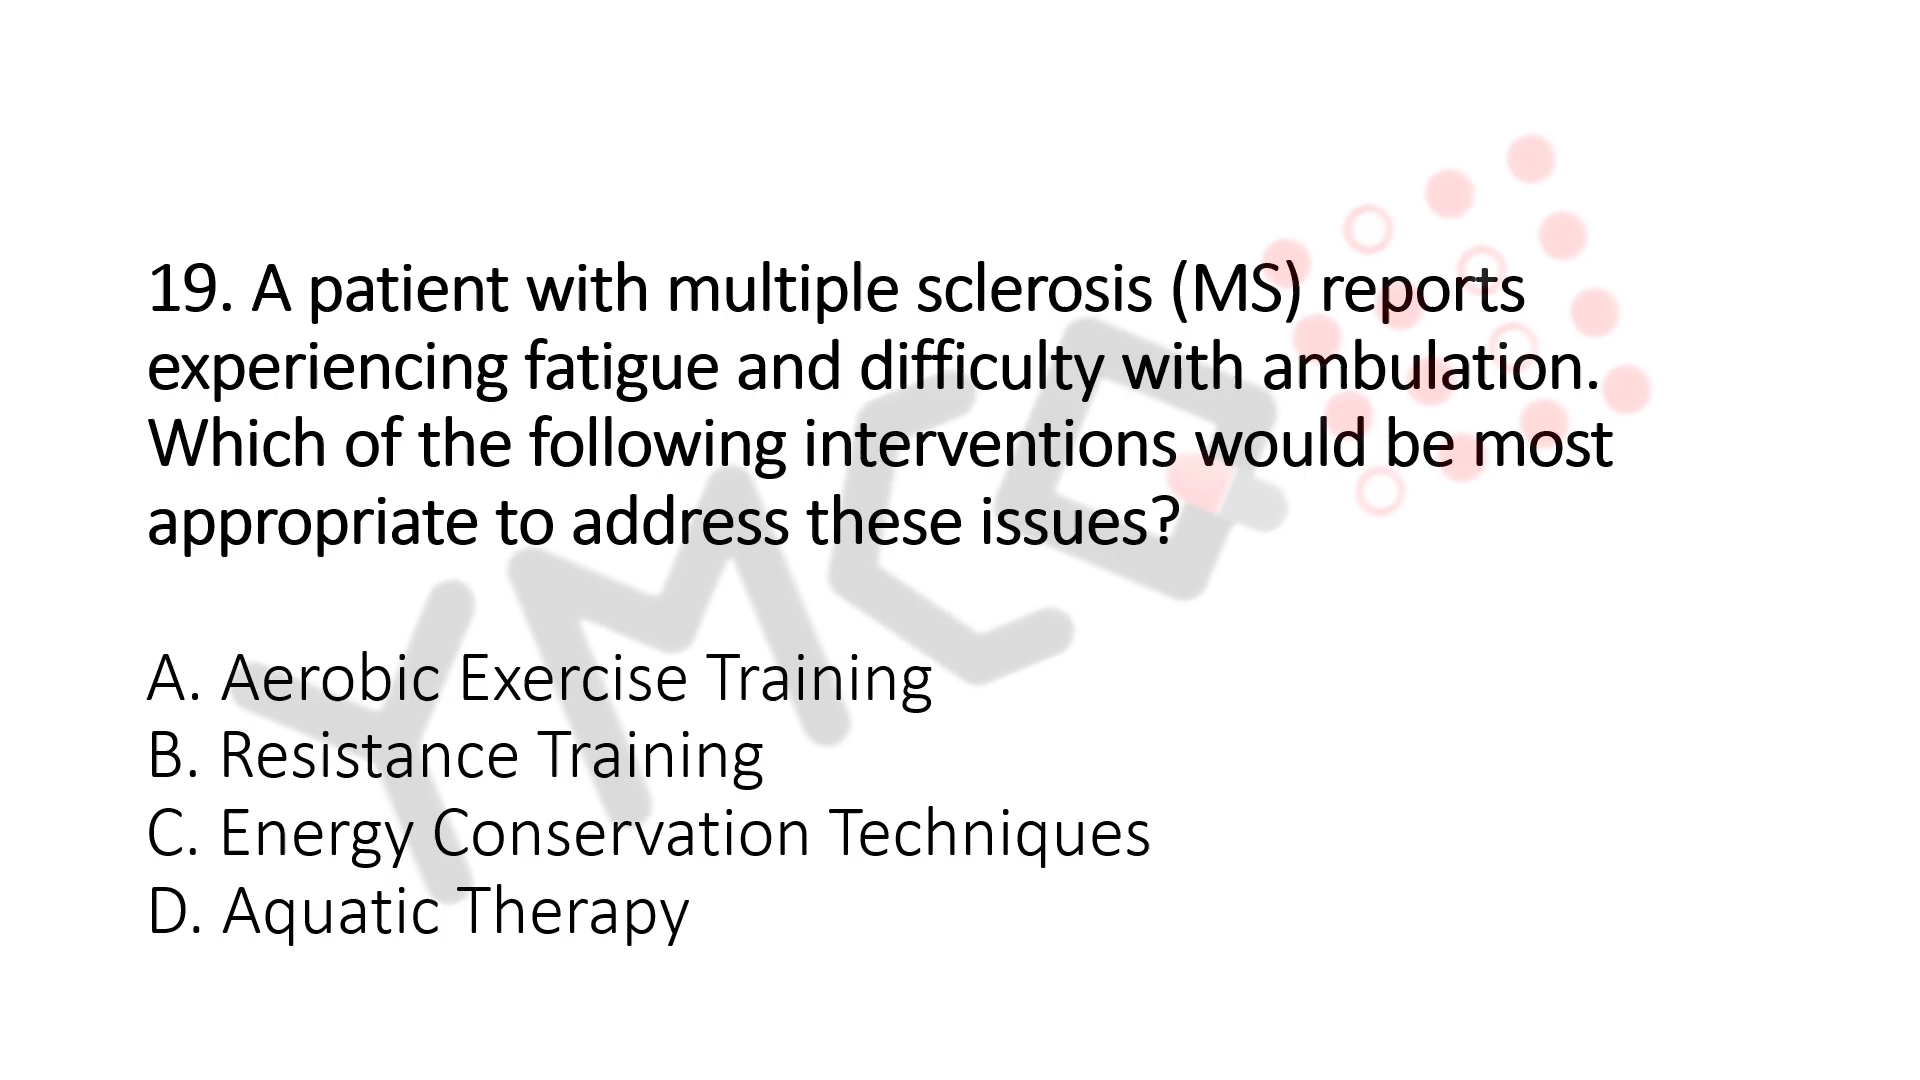 19. A patient with multiple sclerosis (MS) reports
experiencing fatigue and difficulty with ambulation.
Which of the following interventions would be most
appropriate to address these issues?
A. Aerobic Exercise Training
B. Resistance Training
C. Energy Conservation Techniques
D. Aquatic Therapy
YMCQ